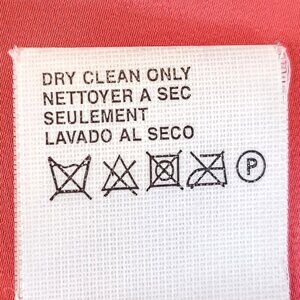 DRY CLEAN ONLY
NETTOYER A SEC
SEULEMENT
LAVADO AL SECO
P